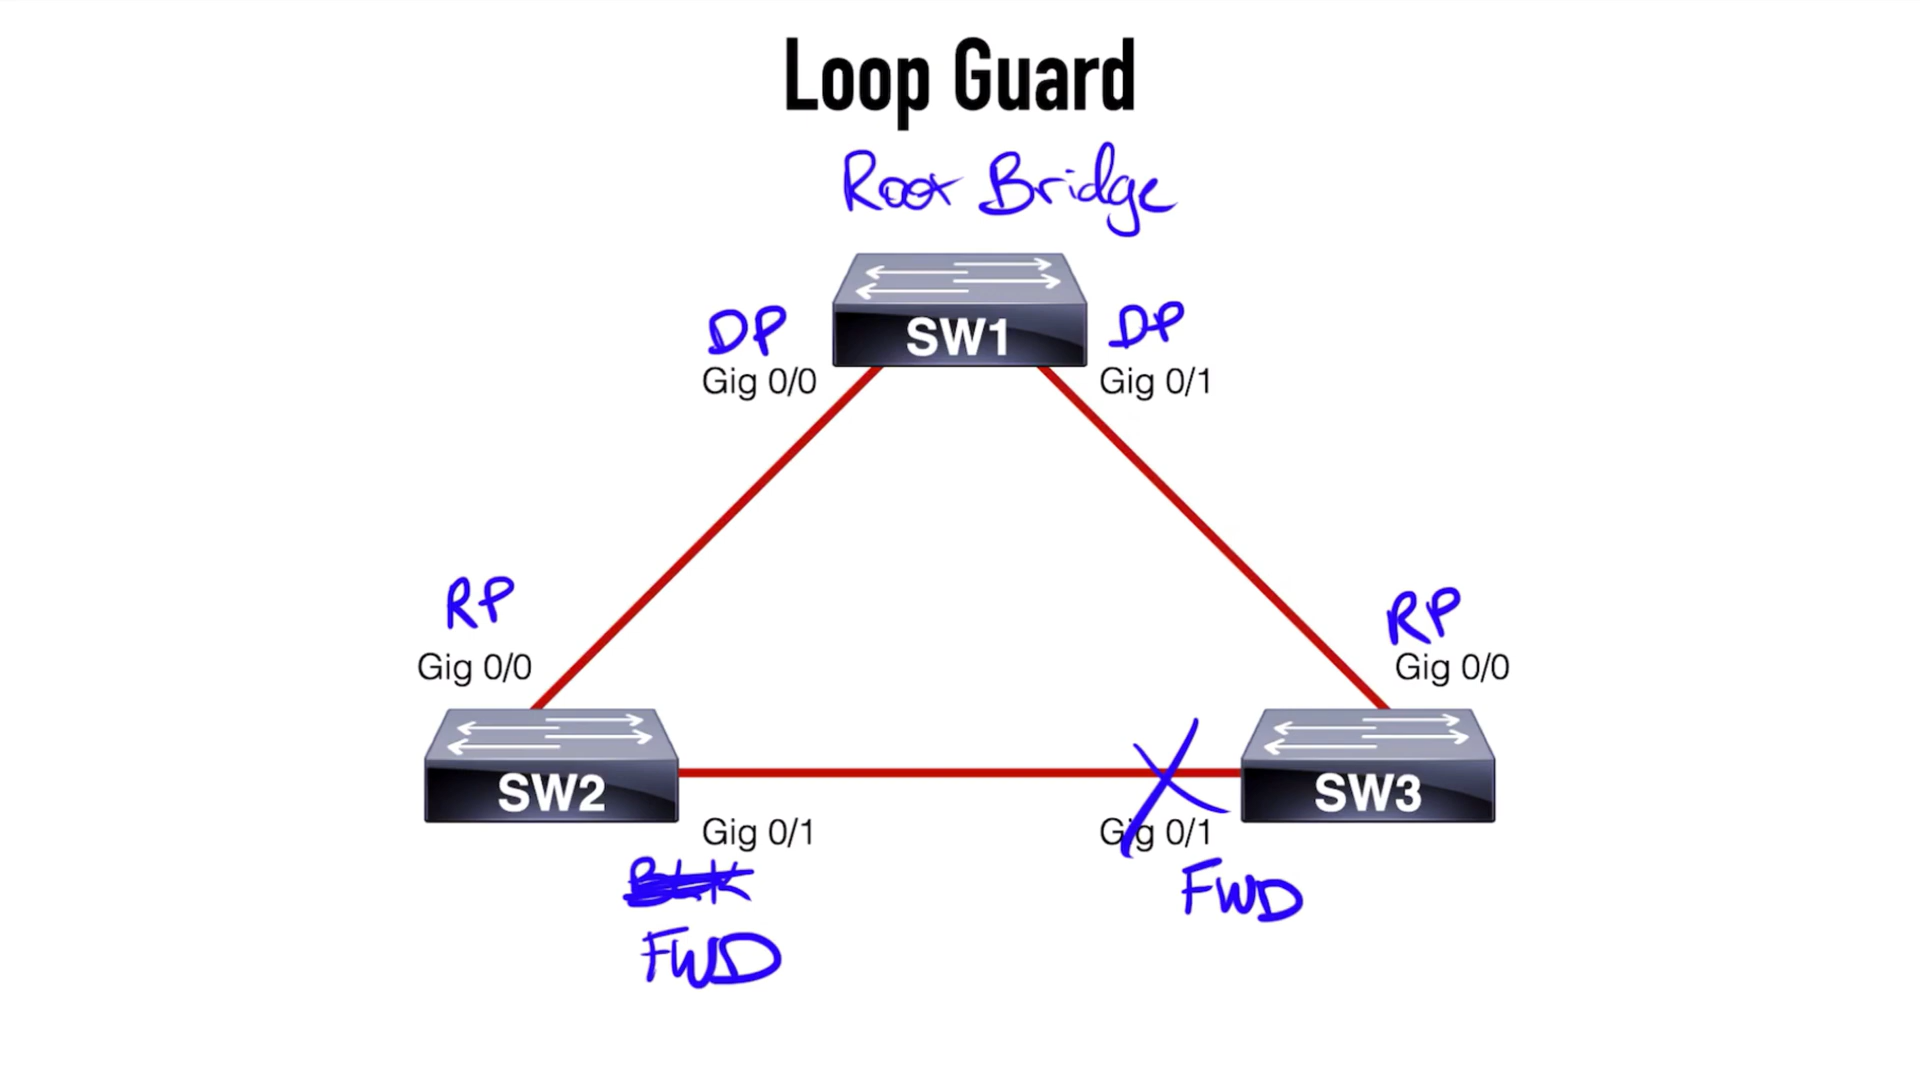 Loop Guard
Root Bridge
SW1
DP
DP
Gig 0/0
Gig 0/1
RP
RP
Gig 0/0
Gig 0/0
SW2
SW3
Gig 0/1
Gig 0/1
BLK
FWD
FWD